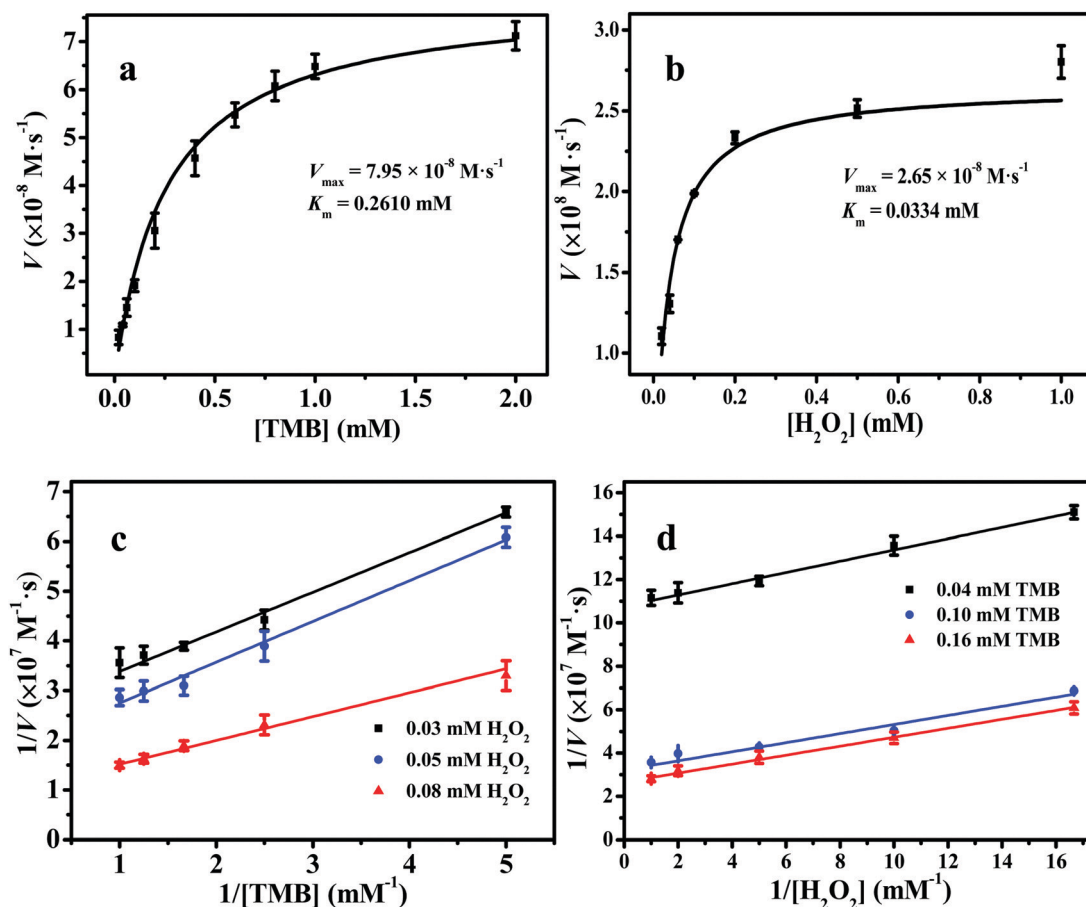 a
V (×10⁻⁸ M·s⁻¹)
7
6
5
4
3
2
1
Vmax = 7.95 × 10⁻⁸ M·s⁻¹
Km = 0.2610 mM
0.0 0.5 1.0 1.5 2.0
[TMB] (mM)
b
V (×10⁸ M·s⁻¹)
3.0
2.5
2.0
1.5
1.0
Vmax = 2.65 × 10⁻⁸ M·s⁻¹
Km = 0.0334 mM
0.0 0.2 0.4 0.6 0.8 1.0
[H₂O₂] (mM)
c
1/V (×10⁷ M⁻¹·s)
7
6
5
4
3
2
1
0
0.03 mM H₂O₂
0.05 mM H₂O₂
0.08 mM H₂O₂
1 2 3 4 5
1/[TMB] (mM⁻¹)
d
1/V (×10⁷ M⁻¹·s)
16
14
12
10
8
6
4
2
0
0.04 mM TMB
0.10 mM TMB
0.16 mM TMB
0 2 4 6 8 10 12 14 16
1/[H₂O₂] (mM⁻¹)